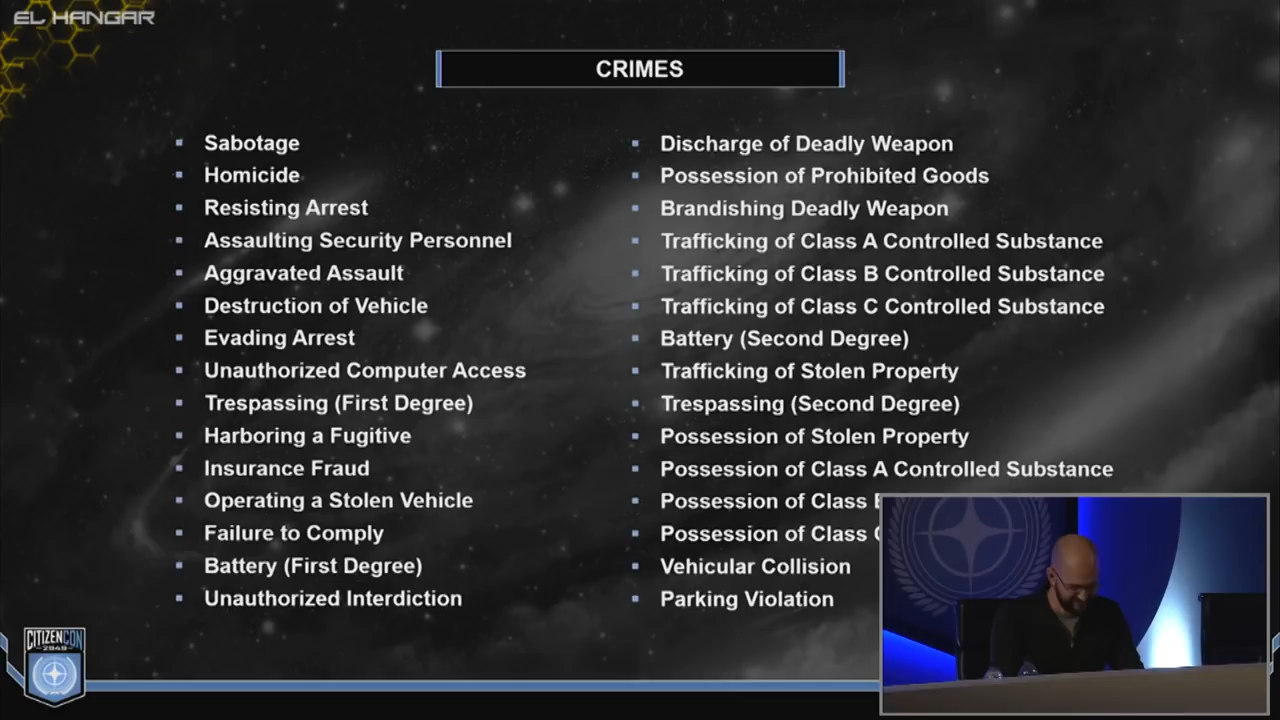 EL HANGAR
CRIMES
Sabotage
Homicide
Resisting Arrest
Assaulting Security Personnel
Aggravated Assault
Destruction of Vehicle
Evading Arrest
Unauthorized Computer Access
Trespassing (First Degree)
Harboring a Fugitive
Insurance Fraud
Operating a Stolen Vehicle
Failure to Comply
Battery (First Degree)
Unauthorized Interdiction
Discharge of Deadly Weapon
Possession of Prohibited Goods
Brandishing Deadly Weapon
Trafficking of Class A Controlled Substance
Trafficking of Class B Controlled Substance
Trafficking of Class C Controlled Substance
Battery (Second Degree)
Trafficking of Stolen Property
Trespassing (Second Degree)
Possession of Stolen Property
Possession of Class A Controlled Substance
Possession of Class
Possession of Class
Vehicular Collision
Parking Violation
CITIZENCON
2949